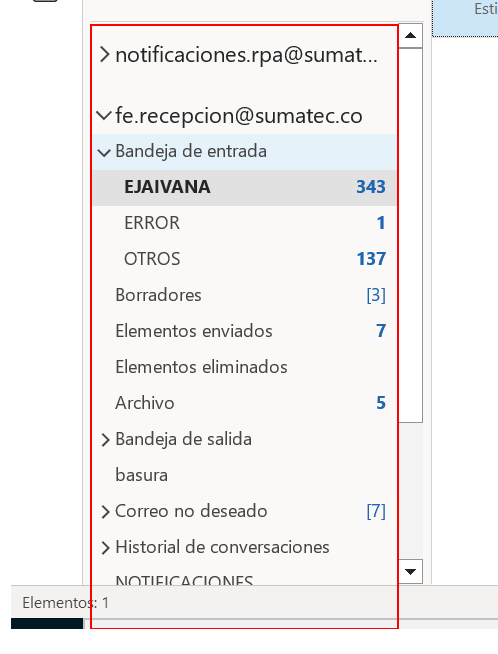 Esti
notificaciones.rpa@sumat...
fe.recepcion@sumatec.co
Bandeja de entrada
EJAIVANA 343
ERROR 1
OTROS 137
Borradores [3]
Elementos enviados 7
Elementos eliminados
Archivo 5
Bandeja de salida
basura
Correo no deseado [7]
Historial de conversaciones
NOTIFICACIONES
Elementos: 1